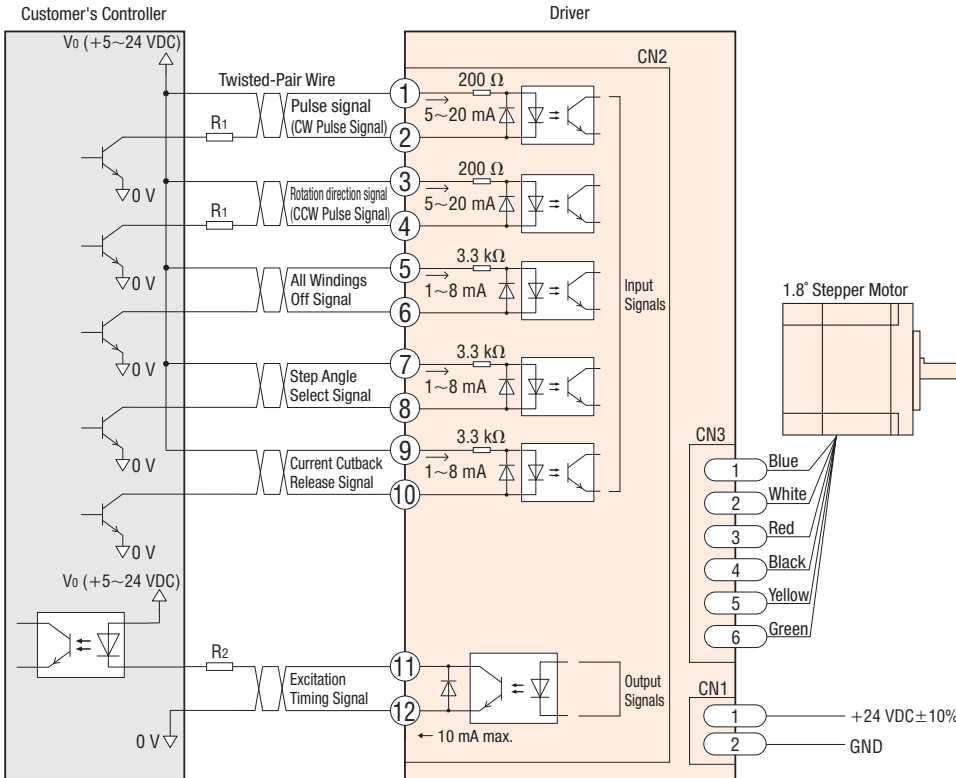 Customer's Controller
Driver
V0 (+5~24 VDC)
CN2
Twisted-Pair Wire
Pulse signal
(CW Pulse Signal)
R1
0 V
1
2
200 Ω
5~20 mA
Rotation direction signal
(CCW Pulse Signal)
R1
0 V
3
4
200 Ω
5~20 mA
All Windings
Off Signal
0 V
5
6
3.3 kΩ
1~8 mA
Input
Signals
Step Angle
Select Signal
0 V
7
8
3.3 kΩ
1~8 mA
Current Cutback
Release Signal
0 V
9
10
3.3 kΩ
1~8 mA
1.8° Stepper Motor
CN3
1 Blue
2 White
3 Red
4 Black
5 Yellow
6 Green
V0 (+5~24 VDC)
R2
Excitation
Timing Signal
0 V
11
12
10 mA max.
Output
Signals
CN1
1 +24 VDC±10%
2 GND